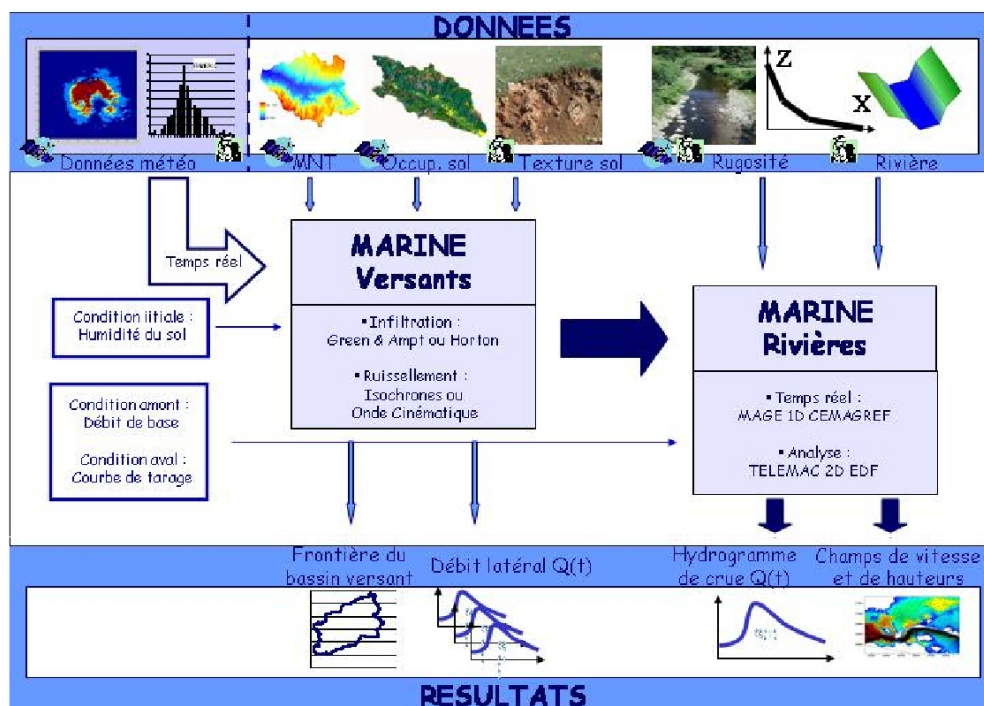 DONNEES
Z
X
Données météo
MNT
Occup. sol
Texture sol
Rugosité
Rivière
Temps réel
MARINE
Versants
▪Infiltration :
Green & Ampt ou Horton
▪Ruissellement :
Isochrones ou
Onde Cinématique
Condition iitiale :
Humidité du sol
Condition amont :
Débit de base
Condition aval :
Courbe de tarage
MARINE
Rivières
▪Temps réel :
MAGE 1D CEMAGREF
▪Analyse :
TELEMAC 2D EDF
Frontière du
bassin versant
Débit latéral Q(t)
Hydrogramme
de crue Q(t)
Champs de vitesse
et de hauteurs
RESULTATS